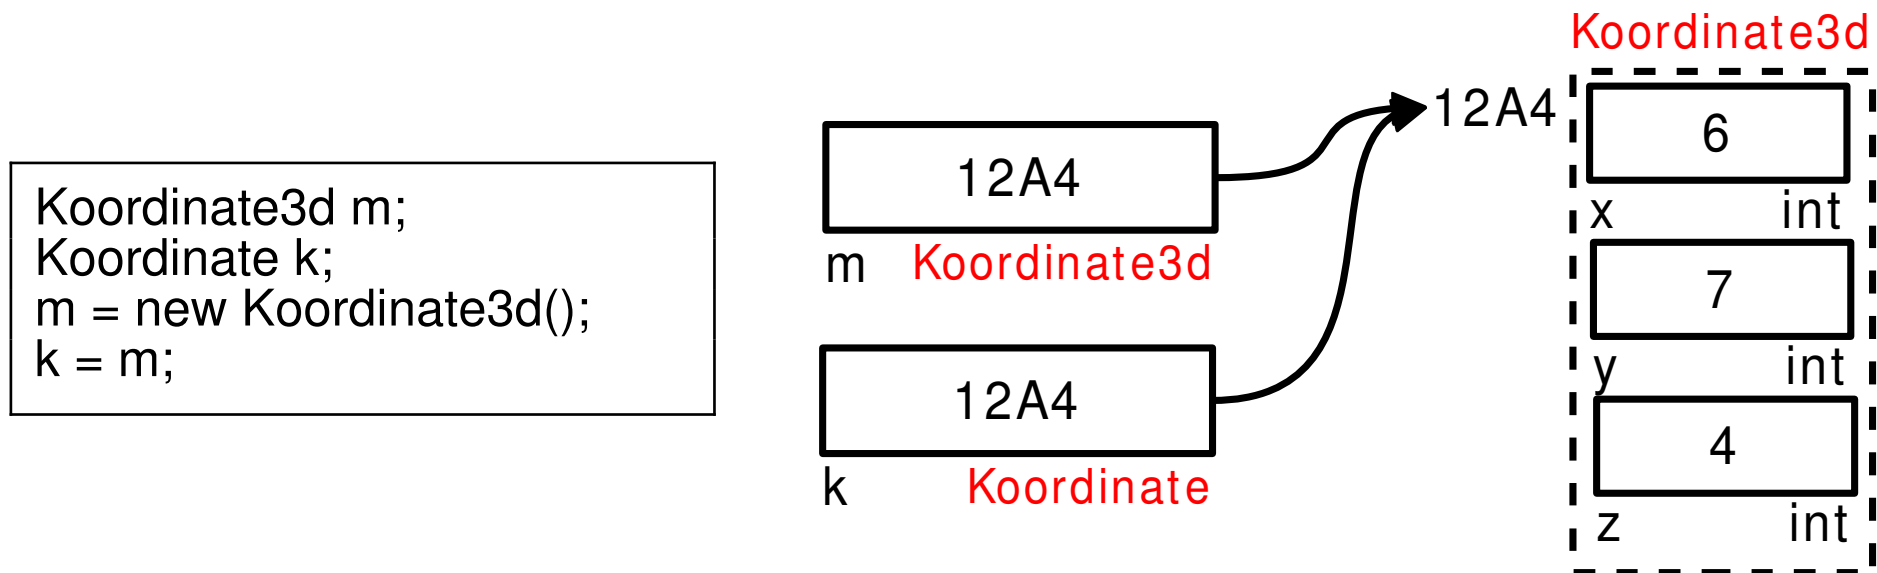 Koordinate3d m;
Koordinate k;
m = new Koordinate3d();
k = m;
12A4
m Koordinate3d
12A4
k Koordinate
Koordinate3d
12A4
6
x int
7
y int
4
z int